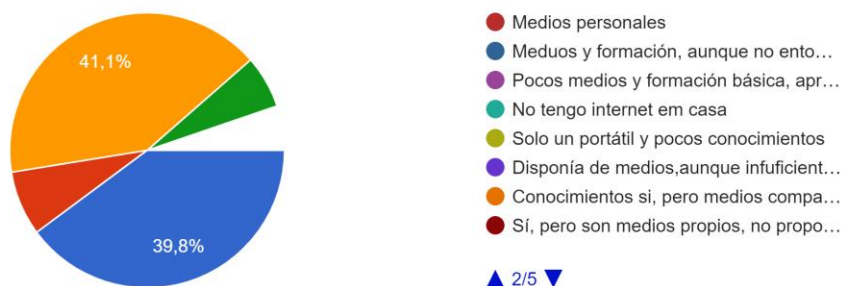 41,1%
39,8%
Medios personales
Meduos y formación, aunque no ento…
Pocos medios y formación básica, apr…
No tengo internet em casa
Solo un portátil y pocos conocimientos
Disponía de medios,aunque infuficient…
Conocimientos si, pero medios compa…
Sí, pero son medios propios, no propo…
2/5